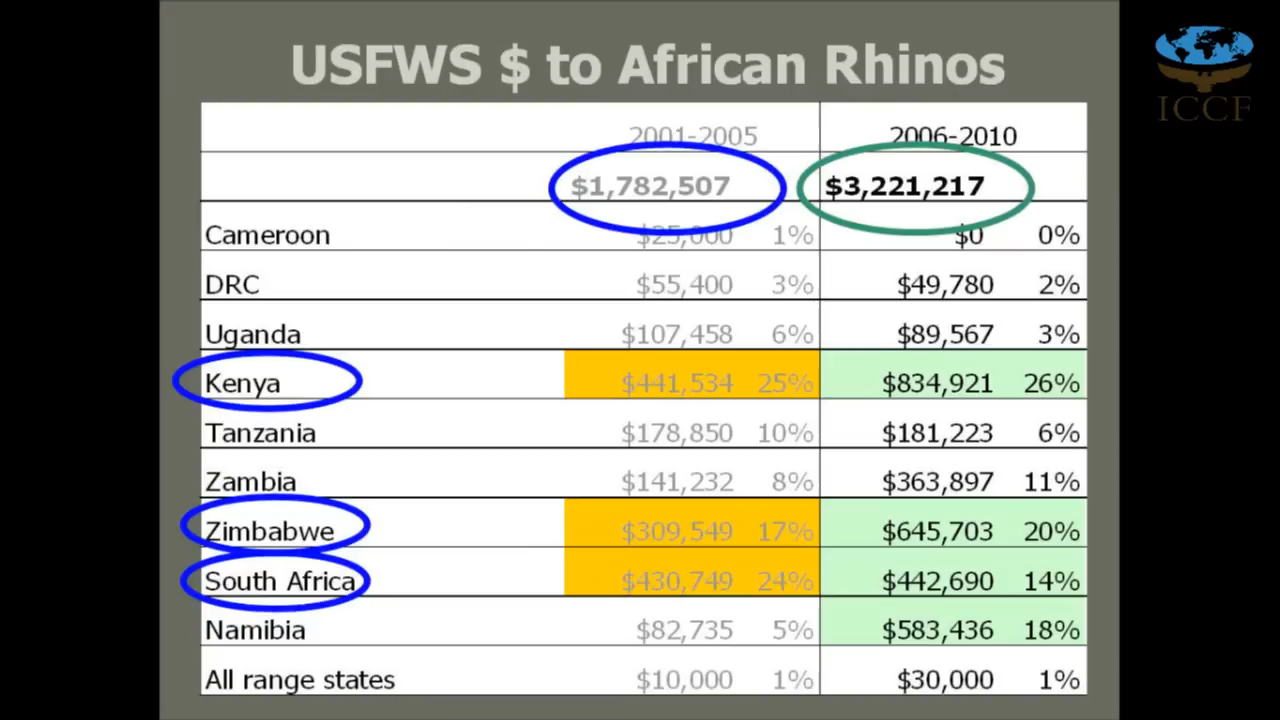 USFWS $ to African Rhinos
ICCF
2001-2005 2006-2010
$1,782,507 $3,221,217
Cameroon $25,000 1% $0 0%
DRC $55,400 3% $49,780 2%
Uganda $107,458 6% $89,567 3%
Kenya $441,534 25% $834,921 26%
Tanzania $178,850 10% $181,223 6%
Zambia $141,232 8% $363,897 11%
Zimbabwe $309,549 17% $645,703 20%
South Africa $430,749 24% $442,690 14%
Namibia $82,735 5% $583,436 18%
All range states $10,000 1% $30,000 1%